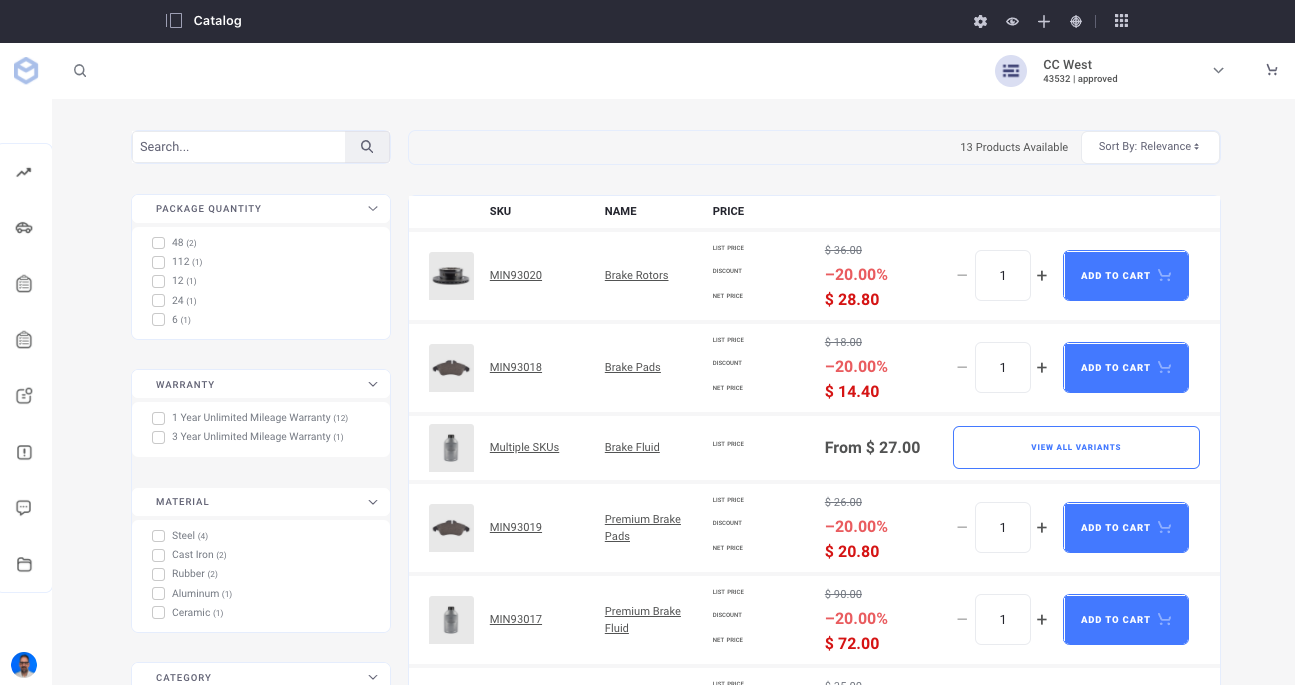 Catalog
CC West
43532 | approved
Search...
13 Products Available
Sort By: Relevance
PACKAGE QUANTITY
48 (2)
112 (1)
12 (1)
24 (1)
6 (1)
WARRANTY
1 Year Unlimited Mileage Warranty (12)
3 Year Unlimited Mileage Warranty (1)
MATERIAL
Steel (4)
Cast Iron (2)
Rubber (2)
Aluminum (1)
Ceramic (1)
CATEGORY
SKU NAME PRICE
LIST PRICE $ 36.00
MIN93020 Brake Rotors DISCOUNT −20.00% − 1 + ADD TO CART
NET PRICE $ 28.80
LIST PRICE $ 18.00
MIN93018 Brake Pads DISCOUNT −20.00% − 1 + ADD TO CART
NET PRICE $ 14.40
Multiple SKUs Brake Fluid LIST PRICE From $ 27.00 VIEW ALL VARIANTS
LIST PRICE $ 26.00
MIN93019 Premium Brake Pads DISCOUNT −20.00% − 1 + ADD TO CART
NET PRICE $ 20.80
LIST PRICE $ 90.00
MIN93017 Premium Brake Fluid DISCOUNT −20.00% − 1 + ADD TO CART
NET PRICE $ 72.00
LIST PRICE